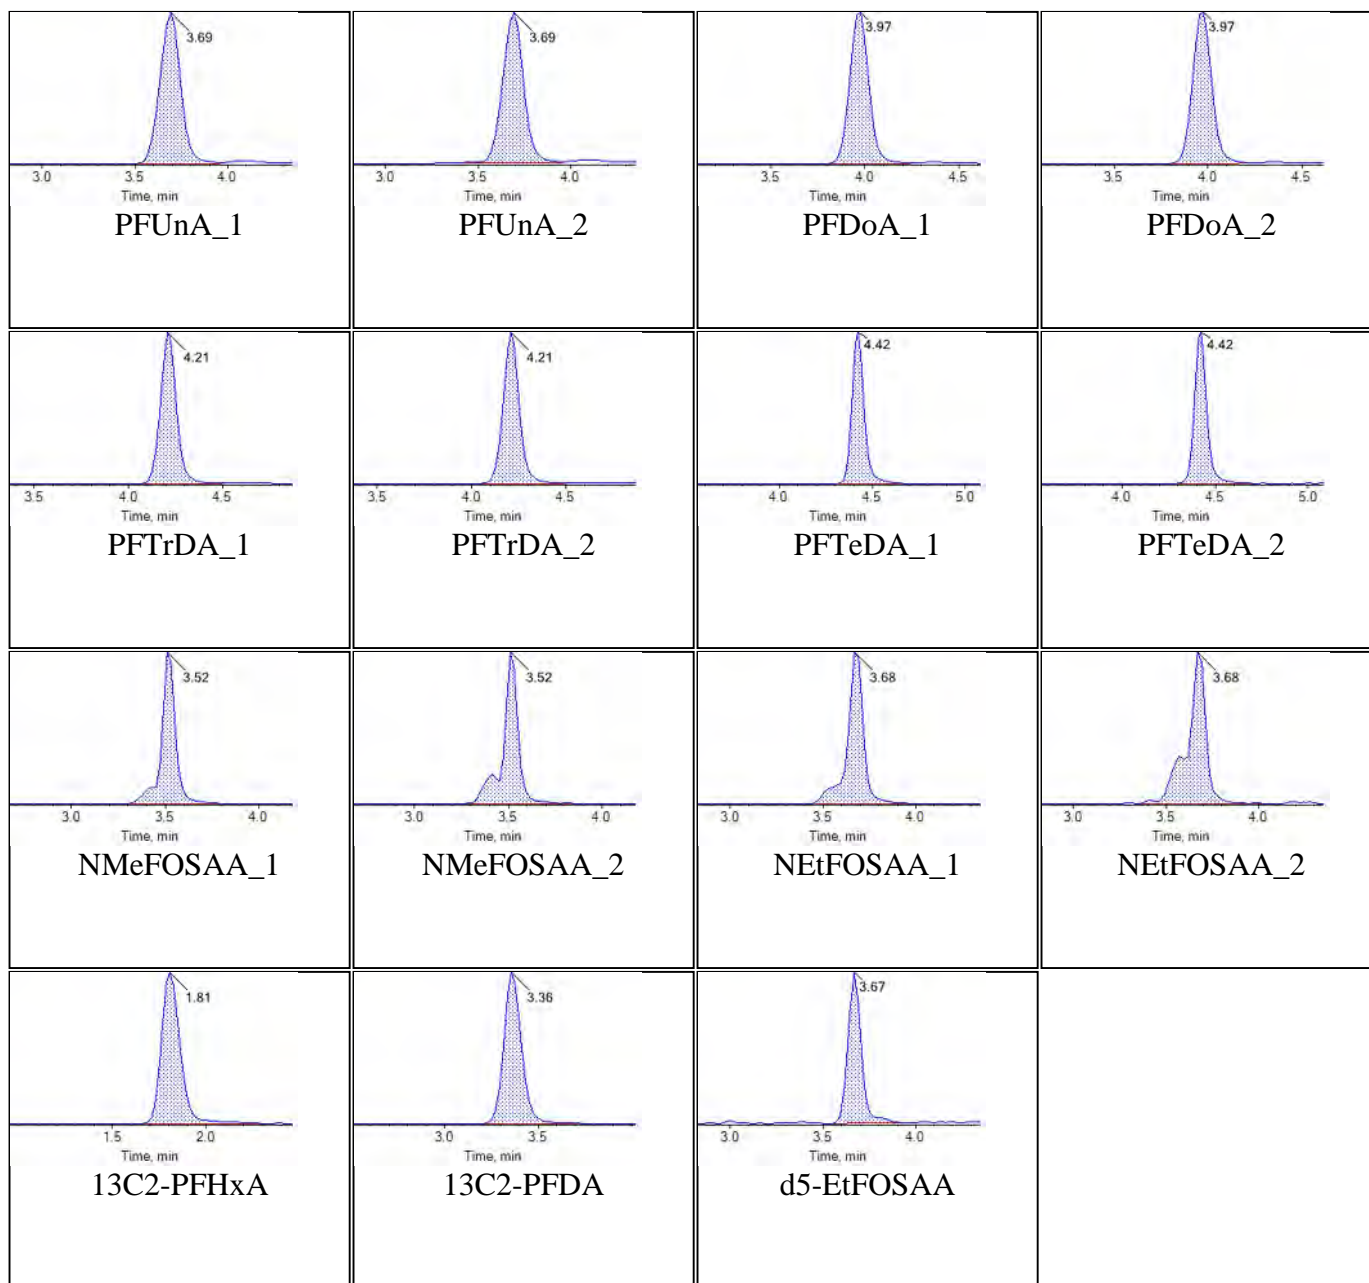 3.69
3.0 3.5 4.0
Time, min
PFUnA_1
3.69
3.0 3.5 4.0
Time, min
PFUnA_2
3.97
3.5 4.0 4.5
Time, min
PFDoA_1
3.97
3.5 4.0 4.5
Time, min
PFDoA_2
4.21
3.5 4.0 4.5
Time, min
PFTrDA_1
4.21
3.5 4.0 4.5
Time, min
PFTrDA_2
4.42
4.0 4.5 5.0
Time, min
PFTeDA_1
4.42
4.0 4.5 5.0
Time, min
PFTeDA_2
3.52
3.0 3.5 4.0
Time, min
NMeFOSAA_1
3.52
3.0 3.5 4.0
Time, min
NMeFOSAA_2
3.68
3.0 3.5 4.0
Time, min
NEtFOSAA_1
3.68
3.0 3.5 4.0
Time, min
NEtFOSAA_2
1.81
1.5 2.0
Time, min
13C2-PFHxA
3.36
3.0 3.5
Time, min
13C2-PFDA
3.67
3.0 3.5 4.0
Time, min
d5-EtFOSAA